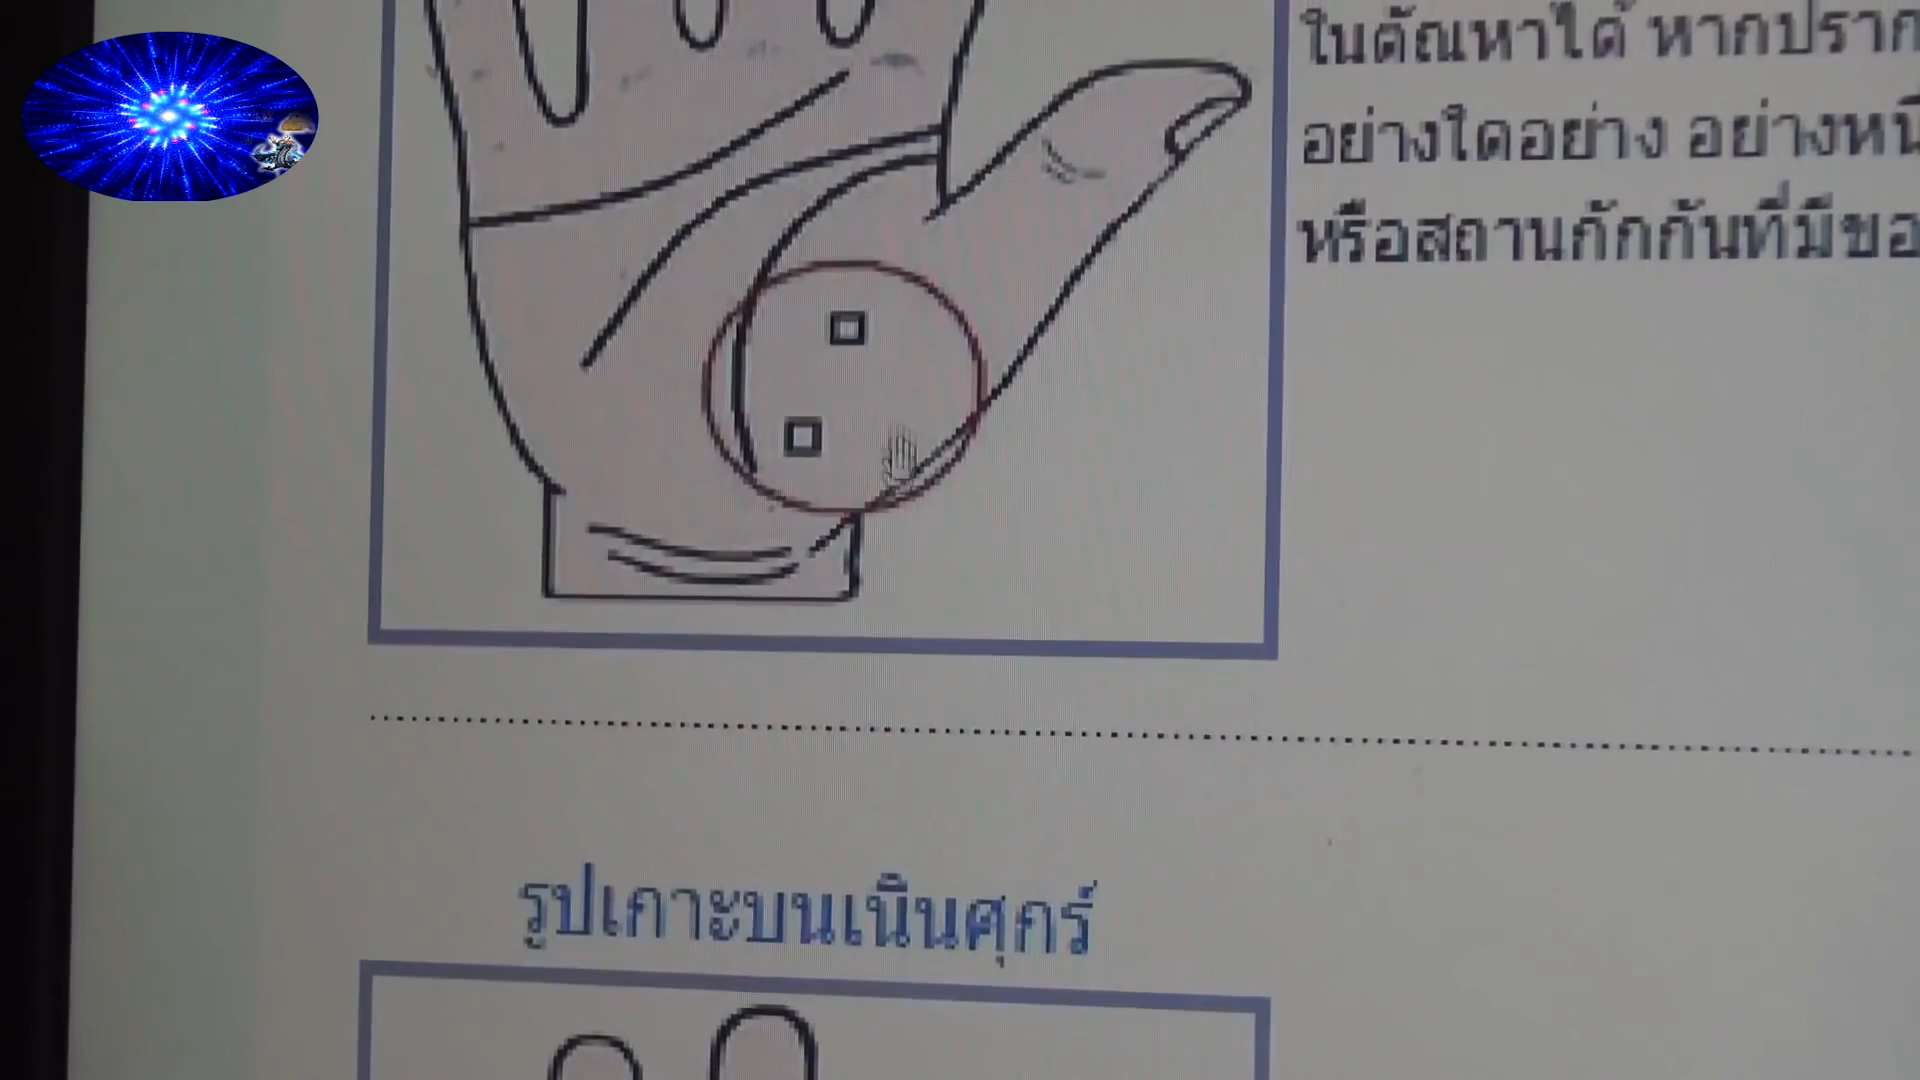 ในตัณหาได้ หากปราก
อย่างใดอย่าง อย่างหนึ
หรือสถานกักกันที่มีขอ
รูปเกาะบนเนินศุกร์